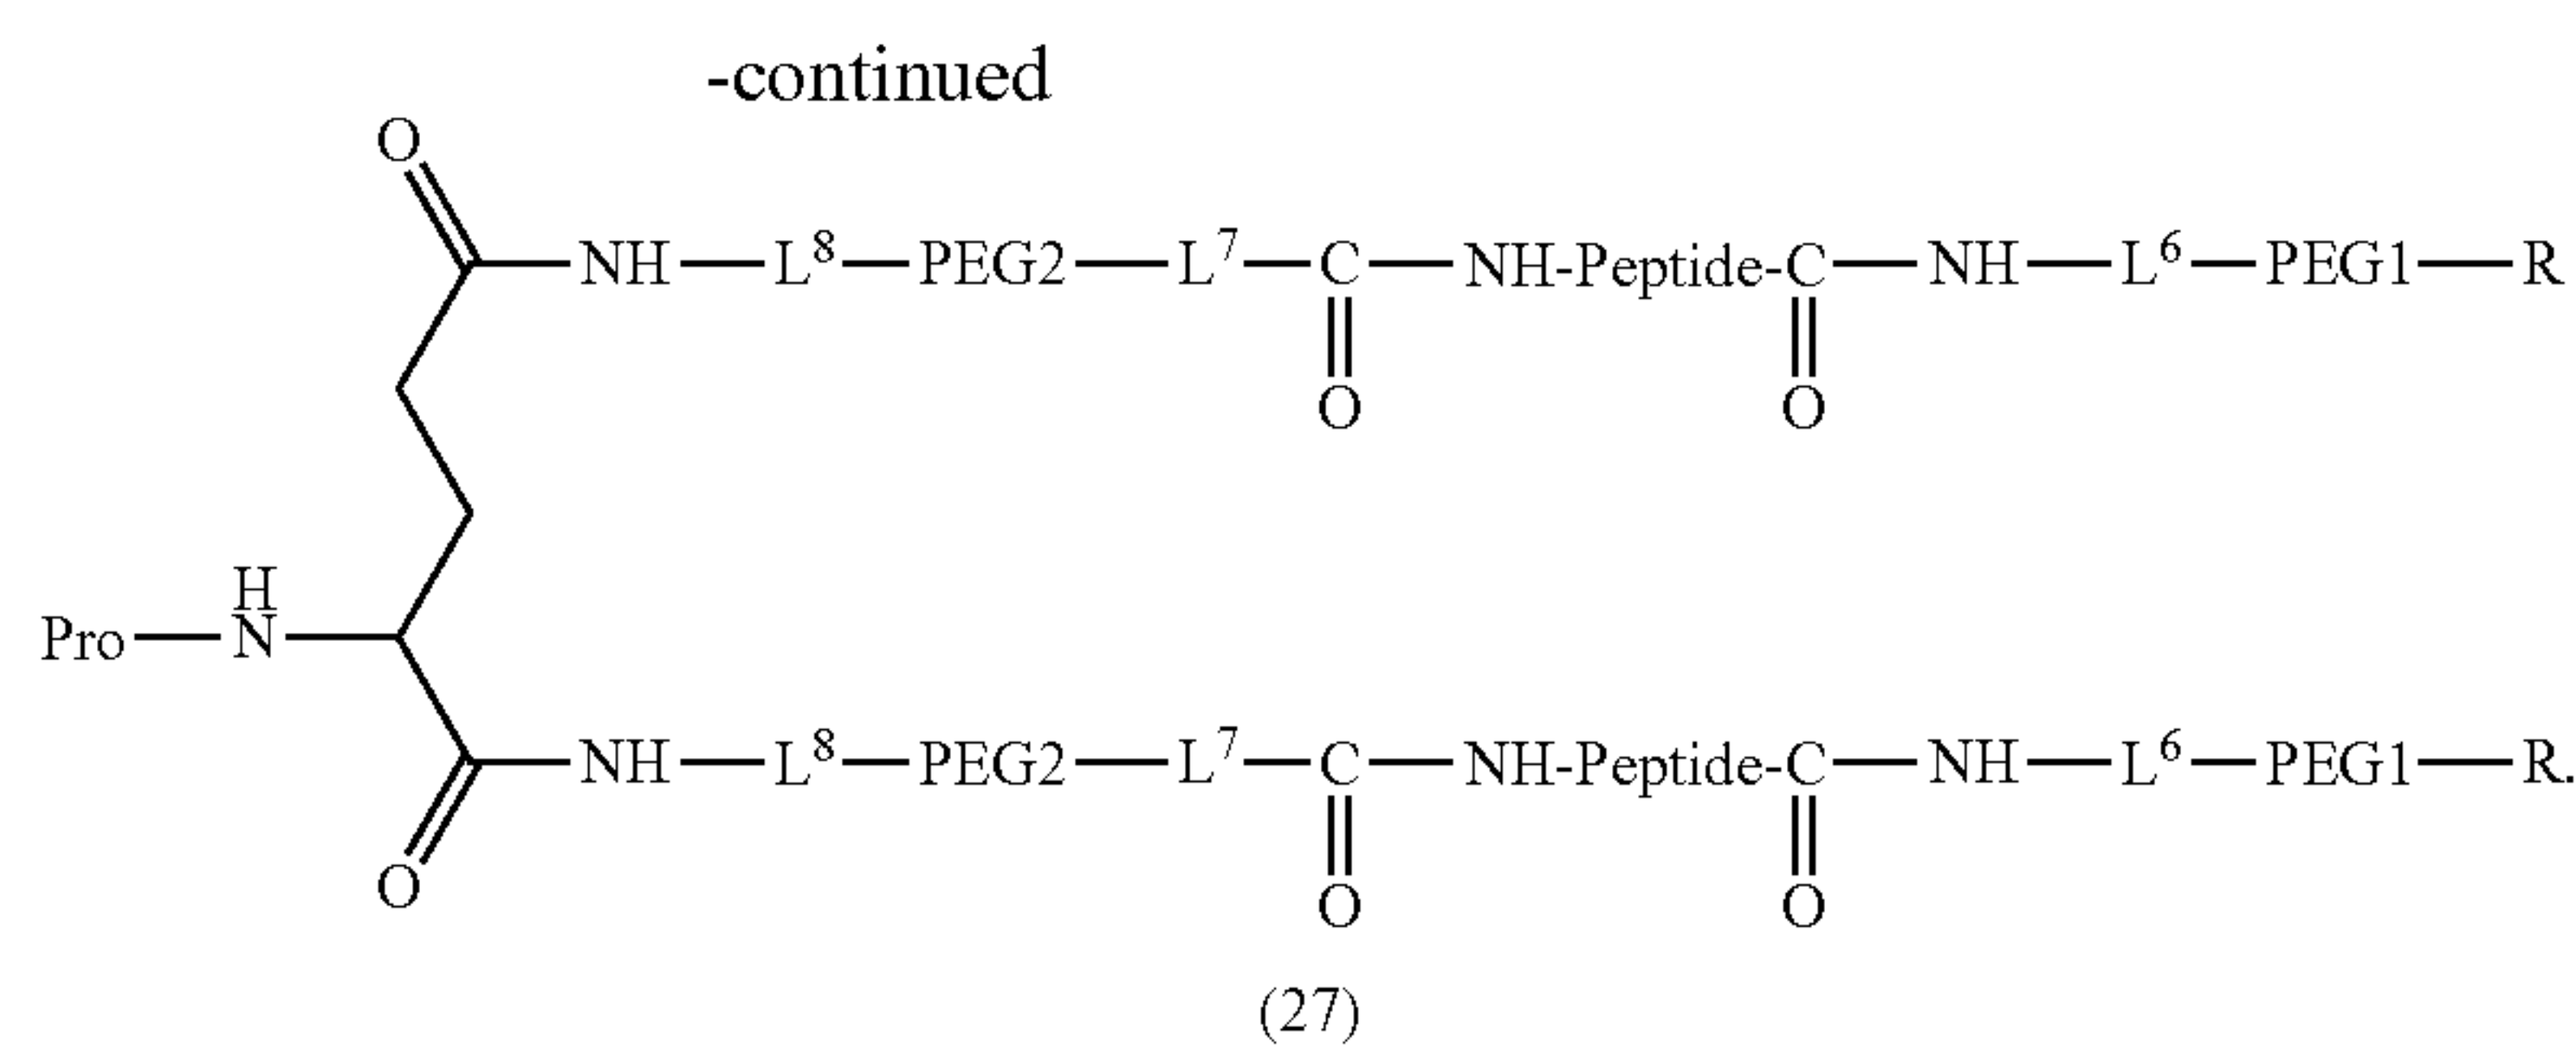 -continued
O
NH—L⁸—PEG2—L⁷—C—NH-Peptide-C—NH—L⁶—PEG1—R
O O
H
Pro—N
NH—L⁸—PEG2—L⁷—C—NH-Peptide-C—NH—L⁶—PEG1—R.
O O O
(27)